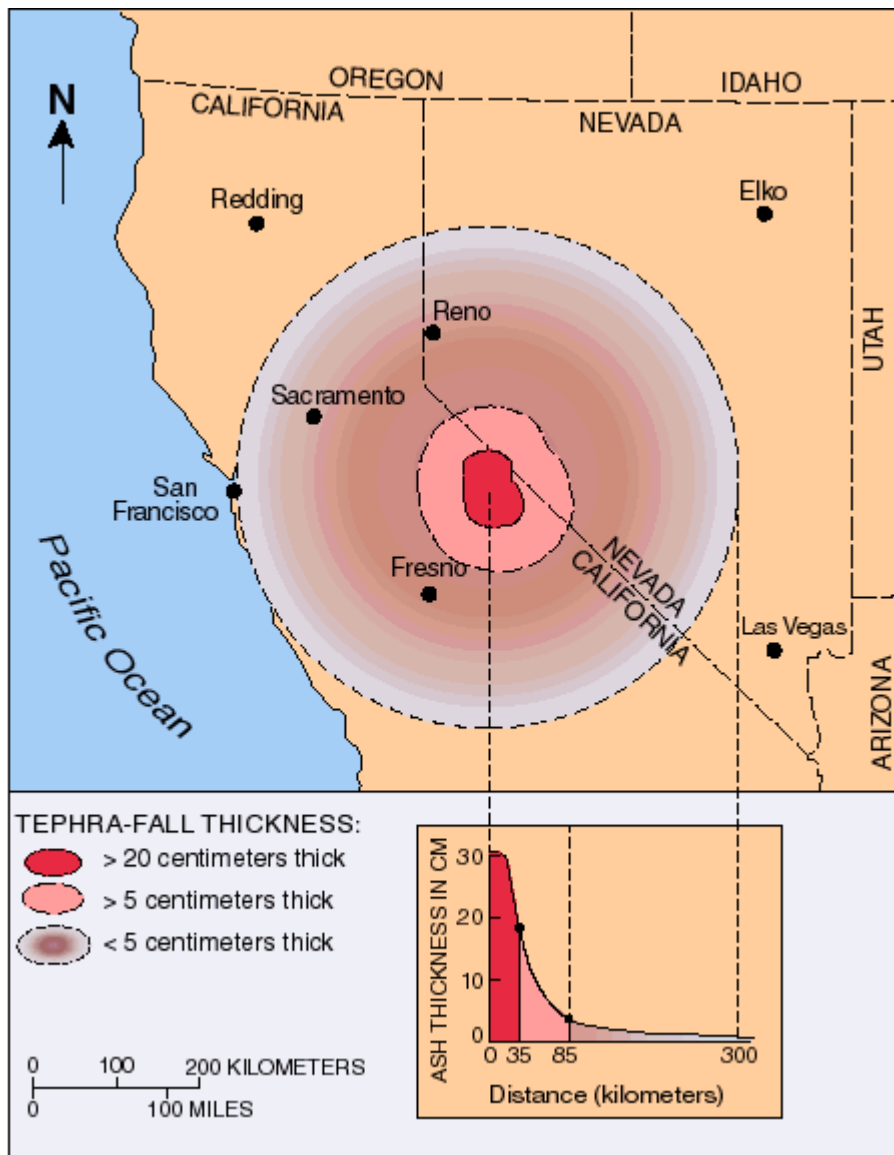 OREGON
IDAHO
N
CALIFORNIA
NEVADA
Redding
Elko
UTAH
Reno
Sacramento
San
Francisco
Pacific Ocean
Fresno
NEVADA
CALIFORNIA
Las Vegas
ARIZONA
TEPHRA-FALL THICKNESS:
> 20 centimeters thick
> 5 centimeters thick
< 5 centimeters thick
0 100 200 KILOMETERS
0 100 MILES
ASH THICKNESS IN CM
30
20
10
0
0 35 85 300
Distance (kilometers)